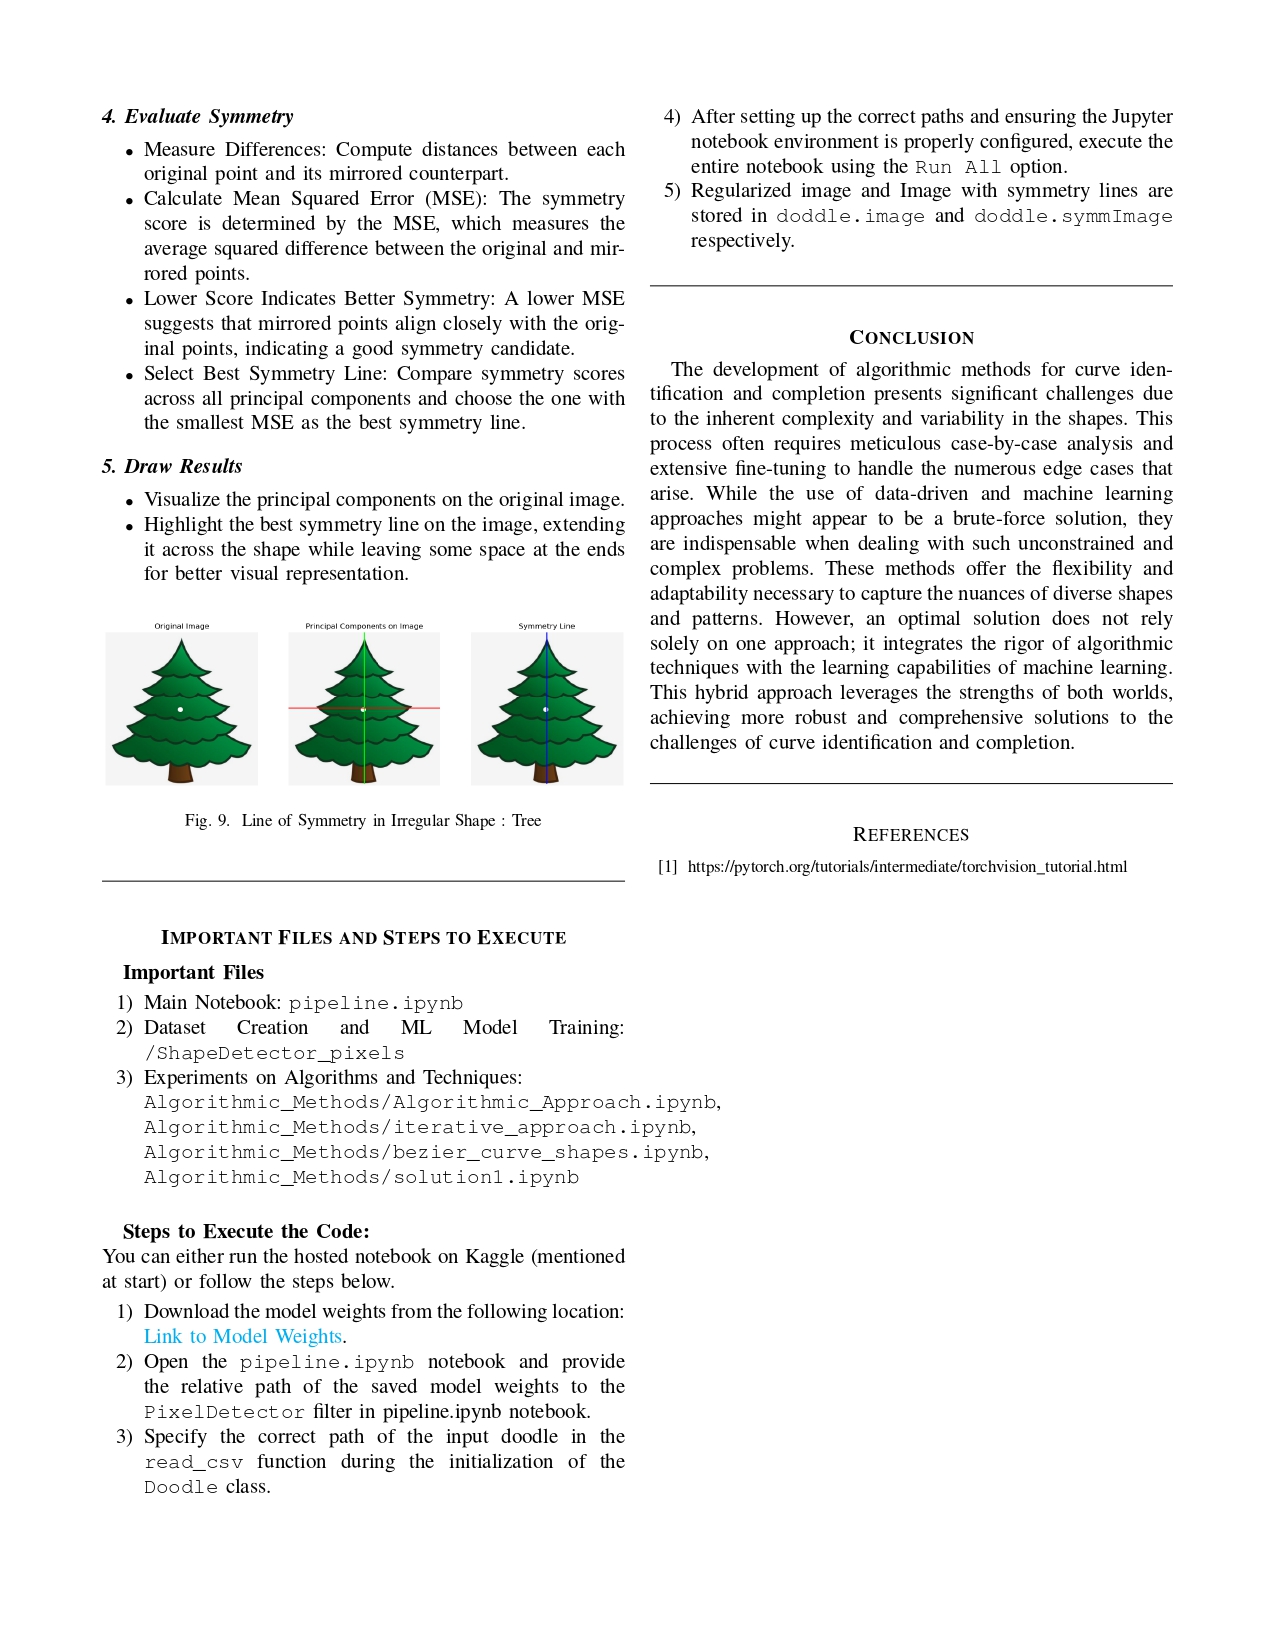 4. Evaluate Symmetry
• Measure Differences: Compute distances between each
original point and its mirrored counterpart.
• Calculate Mean Squared Error (MSE): The symmetry
score is determined by the MSE, which measures the
average squared difference between the original and mir-
rored points.
• Lower Score Indicates Better Symmetry: A lower MSE
suggests that mirrored points align closely with the orig-
inal points, indicating a good symmetry candidate.
• Select Best Symmetry Line: Compare symmetry scores
across all principal components and choose the one with
the smallest MSE as the best symmetry line.
5. Draw Results
• Visualize the principal components on the original image.
• Highlight the best symmetry line on the image, extending
it across the shape while leaving some space at the ends
for better visual representation.
Original Image
Principal Components on Image
Symmetry Line
Fig. 9. Line of Symmetry in Irregular Shape : Tree
IMPORTANT FILES AND STEPS TO EXECUTE
Important Files
1) Main Notebook: pipeline.ipynb
2) Dataset Creation and ML Model Training:
/ShapeDetector_pixels
3) Experiments on Algorithms and Techniques:
Algorithmic_Methods/Algorithmic_Approach.ipynb,
Algorithmic_Methods/iterative_approach.ipynb,
Algorithmic_Methods/bezier_curve_shapes.ipynb,
Algorithmic_Methods/solution1.ipynb
Steps to Execute the Code:
You can either run the hosted notebook on Kaggle (mentioned
at start) or follow the steps below.
1) Download the model weights from the following location:
Link to Model Weights.
2) Open the pipeline.ipynb notebook and provide
the relative path of the saved model weights to the
PixelDetector filter in pipeline.ipynb notebook.
3) Specify the correct path of the input doodle in the
read_csv function during the initialization of the
Doodle class.
4) After setting up the correct paths and ensuring the Jupyter
notebook environment is properly configured, execute the
entire notebook using the Run All option.
5) Regularized image and Image with symmetry lines are
stored in doddle.image and doddle.symmImage
respectively.
CONCLUSION
The development of algorithmic methods for curve iden-
tification and completion presents significant challenges due
to the inherent complexity and variability in the shapes. This
process often requires meticulous case-by-case analysis and
extensive fine-tuning to handle the numerous edge cases that
arise. While the use of data-driven and machine learning
approaches might appear to be a brute-force solution, they
are indispensable when dealing with such unconstrained and
complex problems. These methods offer the flexibility and
adaptability necessary to capture the nuances of diverse shapes
and patterns. However, an optimal solution does not rely
solely on one approach; it integrates the rigor of algorithmic
techniques with the learning capabilities of machine learning.
This hybrid approach leverages the strengths of both worlds,
achieving more robust and comprehensive solutions to the
challenges of curve identification and completion.
REFERENCES
[1] https://pytorch.org/tutorials/intermediate/torchvision_tutorial.html